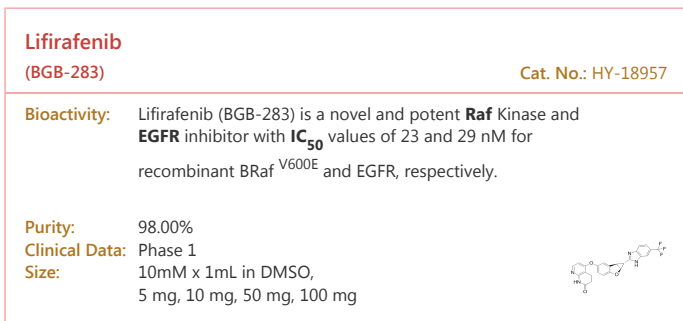 Lifirafenib
(BGB-283) Cat. No.: HY-18957
Bioactivity: Lifirafenib (BGB-283) is a novel and potent Raf Kinase and
EGFR inhibitor with IC50 values of 23 and 29 nM for
recombinant BRaf V600E and EGFR, respectively.
Purity: 98.00%
Clinical Data: Phase 1
Size: 10mM x 1mL in DMSO,
5 mg, 10 mg, 50 mg, 100 mg